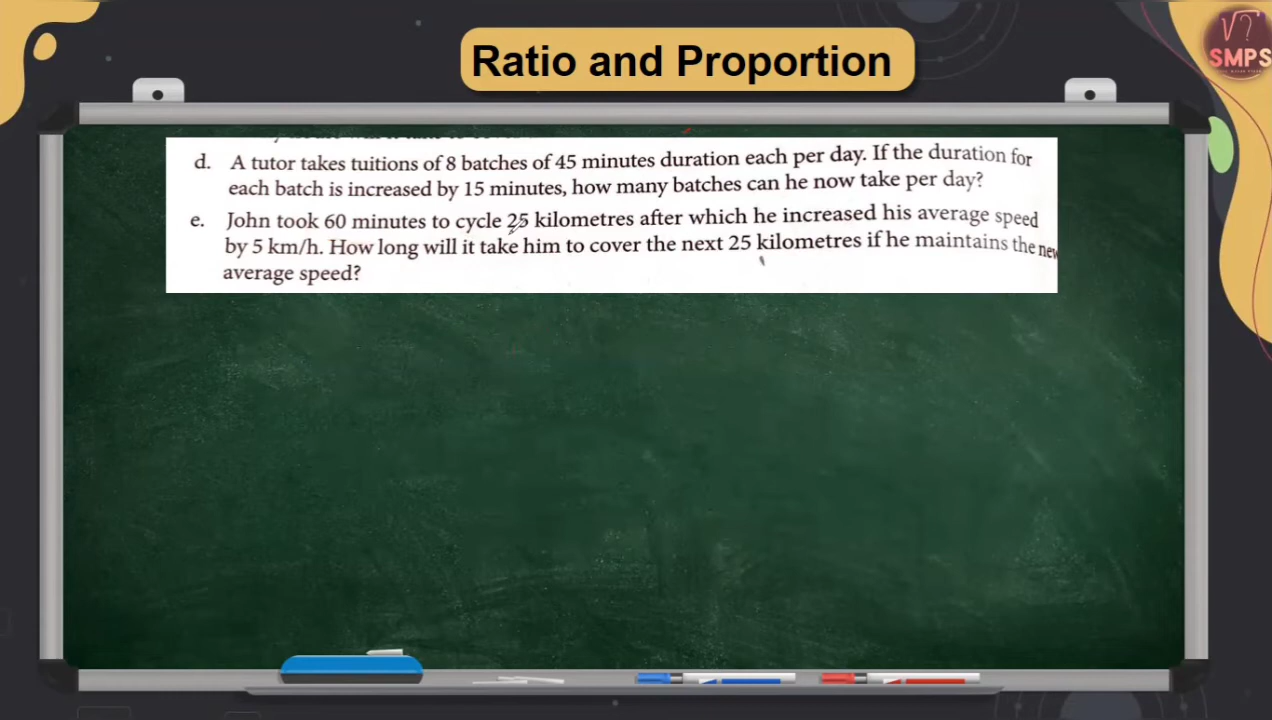 Ratio and Proportion
√?
SMPS
d. A tutor takes tuitions of 8 batches of 45 minutes duration each per day. If the duration for
each batch is increased by 15 minutes, how many batches can he now take per day?
e. John took 60 minutes to cycle 25 kilometres after which he increased his average speed
by 5 km/h. How long will it take him to cover the next 25 kilometres if he maintains the new
average speed?